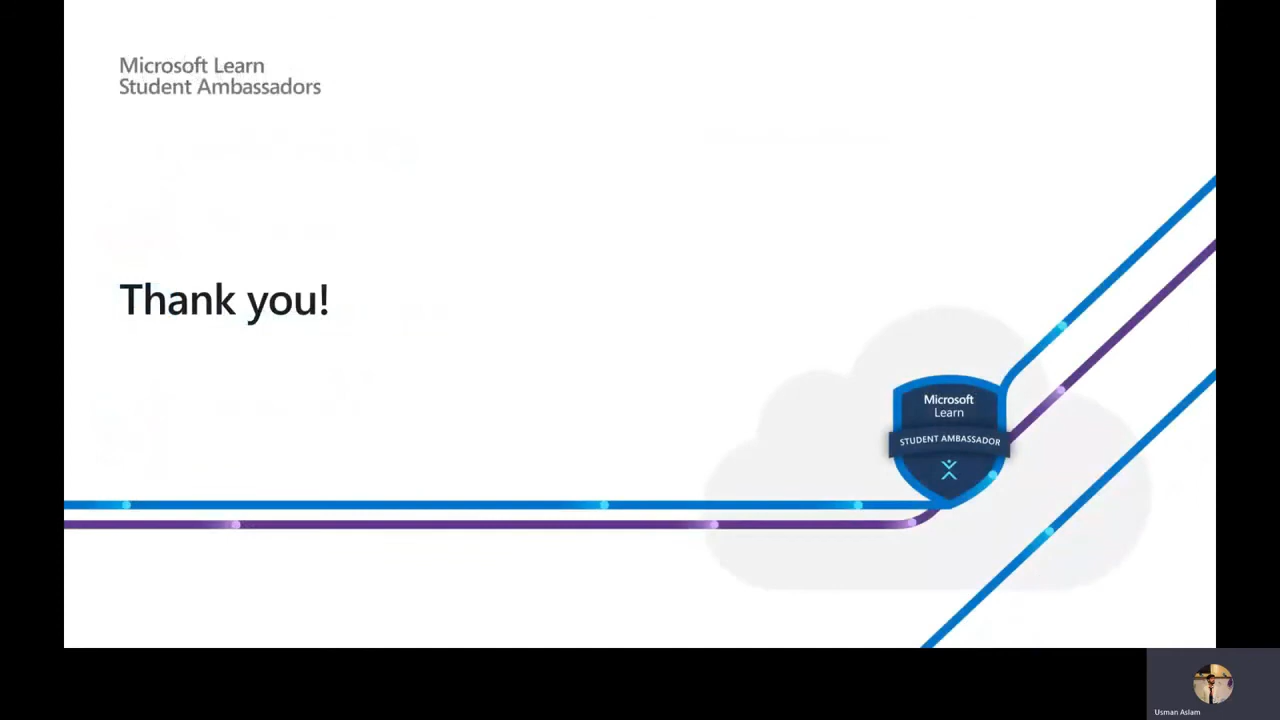 Microsoft Learn
Student Ambassadors
Thank you!
Microsoft
Learn
STUDENT AMBASSADOR
Usman Aslam